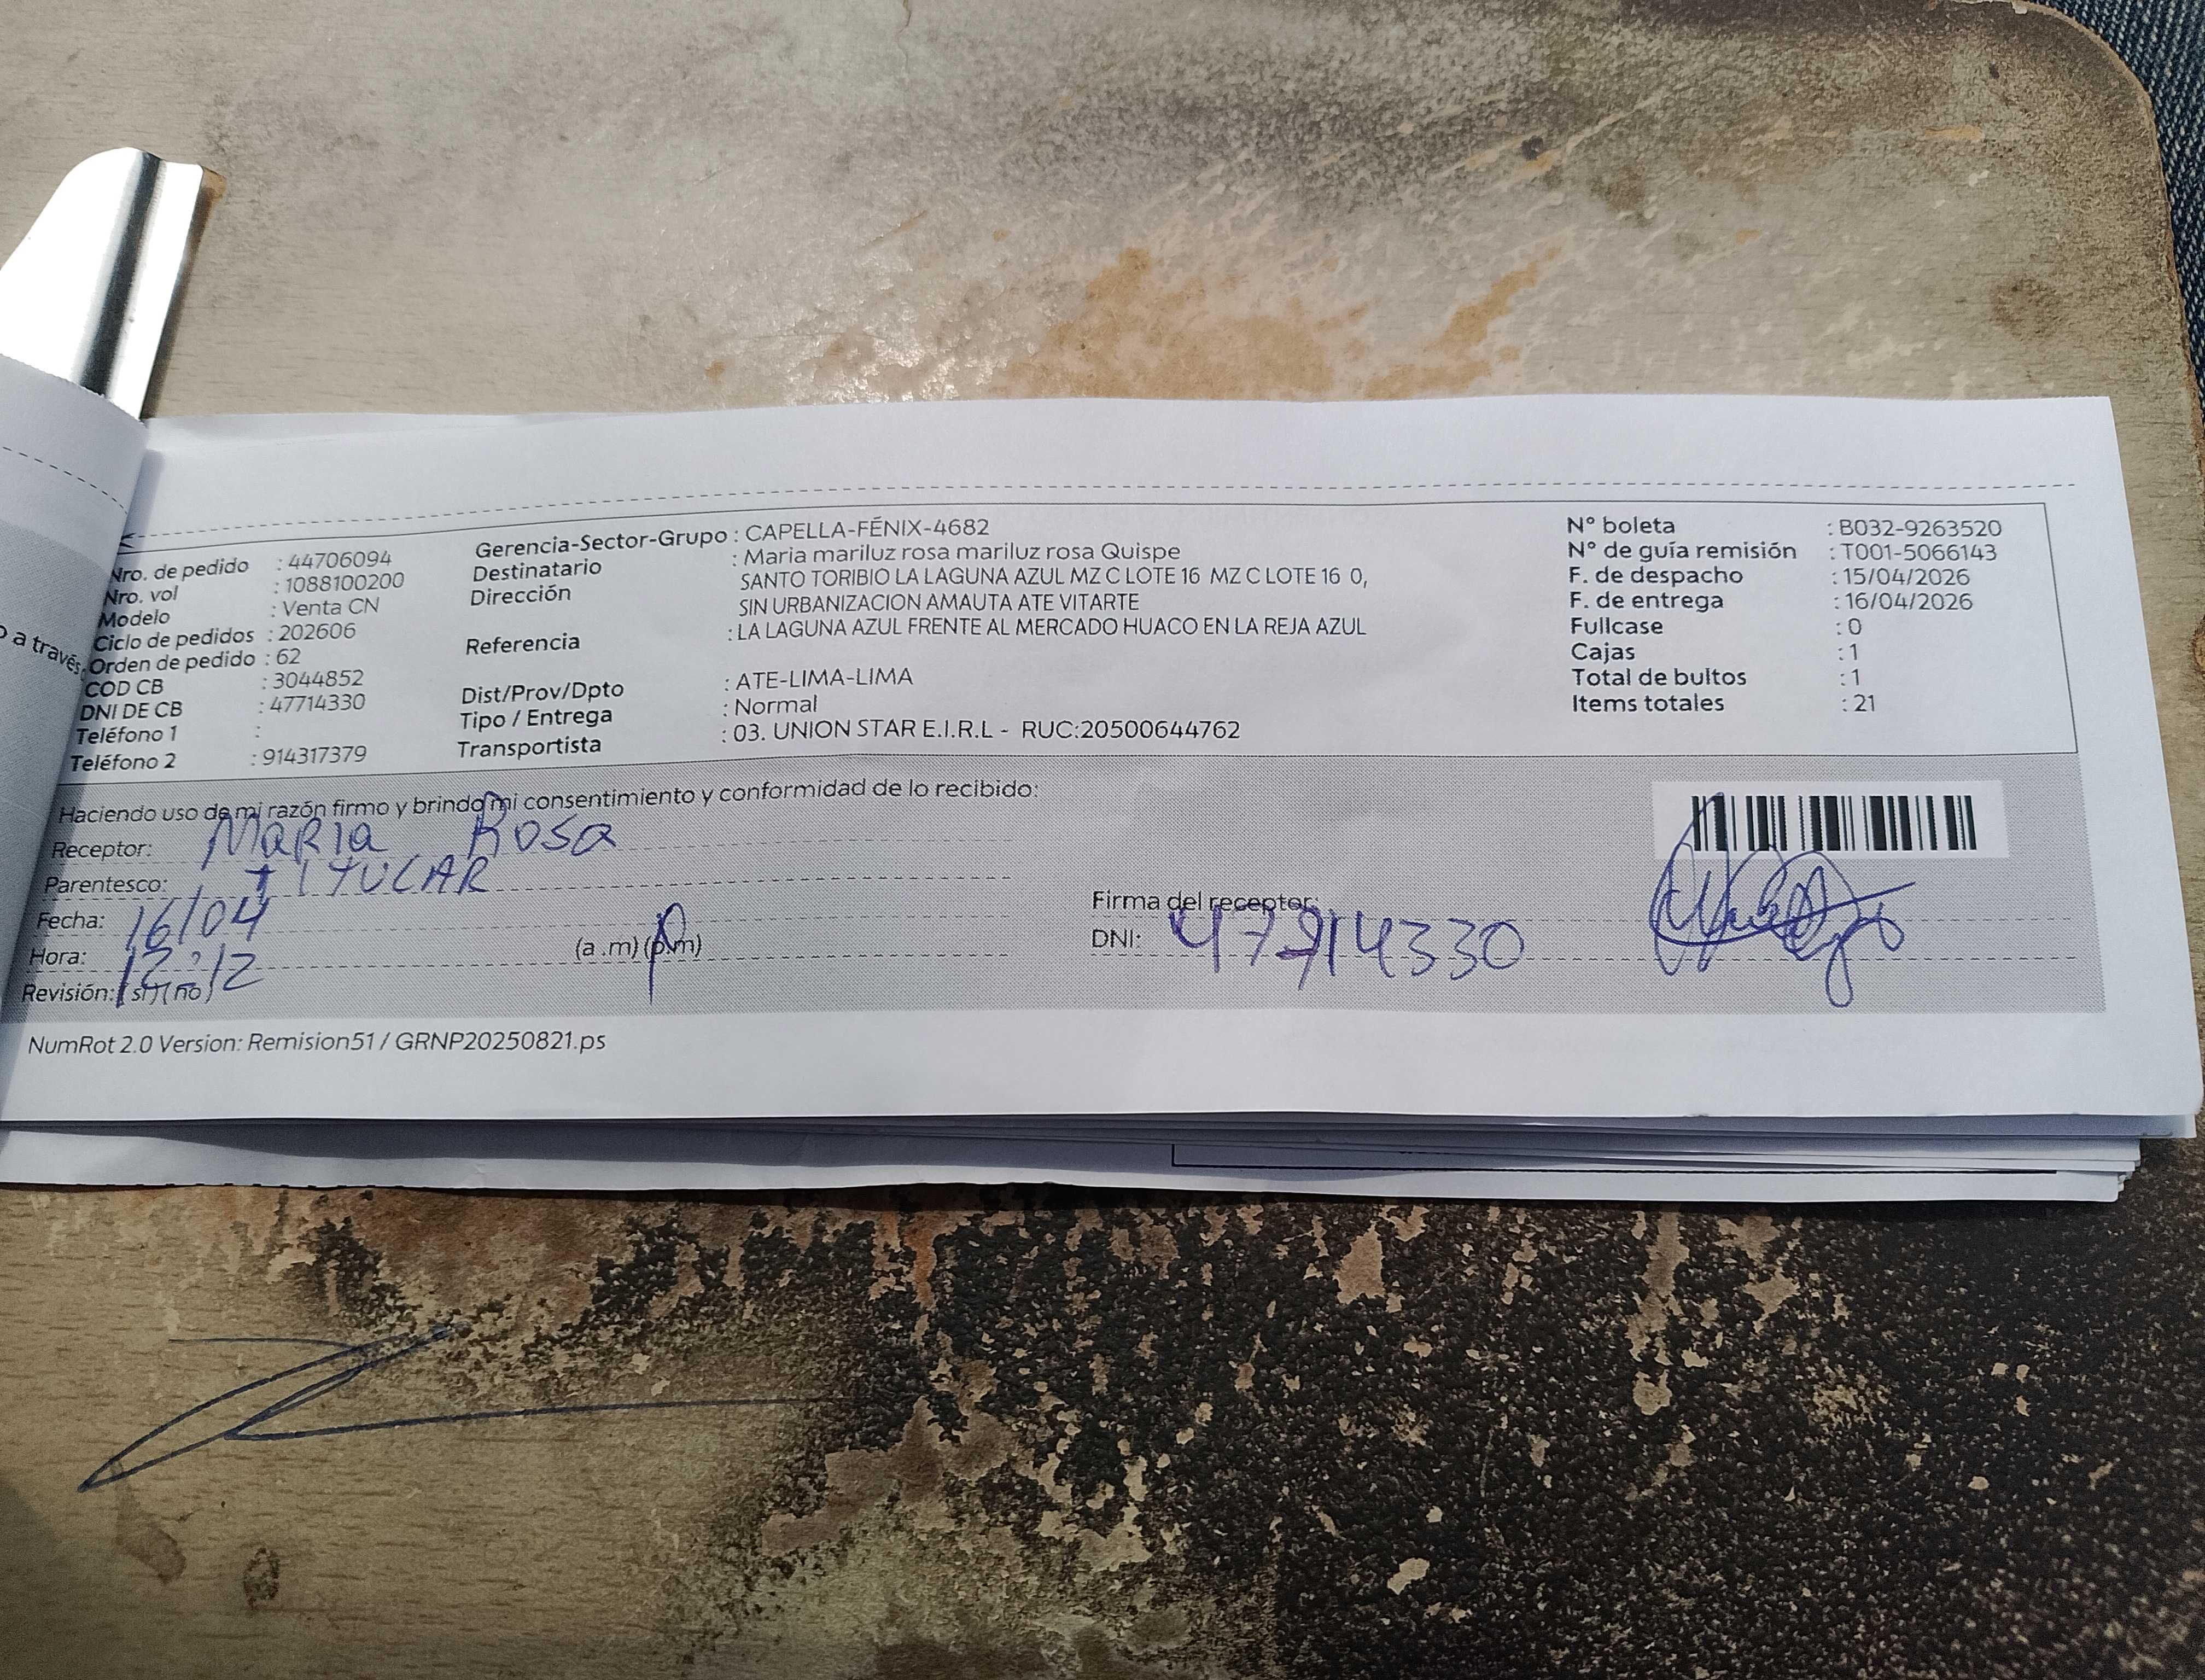 o a través
Nro. de pedido : 44706094
Nro. vol : 1088100200
Modelo : Venta CN
Ciclo de pedidos : 202606
Orden de pedido : 62
COD CB : 3044852
DNI DE CB : 47714330
Teléfono 1 :
Teléfono 2 : 914317379
Gerencia-Sector-Grupo : CAPELLA-FÉNIX-4682
Destinatario : Maria mariluz rosa mariluz rosa Quispe
Dirección SANTO TORIBIO LA LAGUNA AZUL MZ C LOTE 16 MZ C LOTE 16 0,
SIN URBANIZACION AMAUTA ATE VITARTE
Referencia : LA LAGUNA AZUL FRENTE AL MERCADO HUACO EN LA REJA AZUL
Dist/Prov/Dpto : ATE-LIMA-LIMA
Tipo / Entrega : Normal
Transportista : 03. UNION STAR E.I.R.L - RUC:20500644762
N° boleta : B032-9263520
N° de guía remisión : T001-5066143
F. de despacho : 15/04/2026
F. de entrega : 16/04/2026
Fullcase : 0
Cajas : 1
Total de bultos : 1
Items totales : 21
Haciendo uso de mi razón firmo y brindo mi consentimiento y conformidad de lo recibido:
Receptor: MARIA ROSA
Parentesco: TITULAR
Fecha: 16/04
Hora: 12:12 (a.m) (p.m)
Revisión: (si) (no)
Firma del receptor:
DNI: 47714330
NumRot 2.0 Version: Remision51 / GRNP20250821.ps